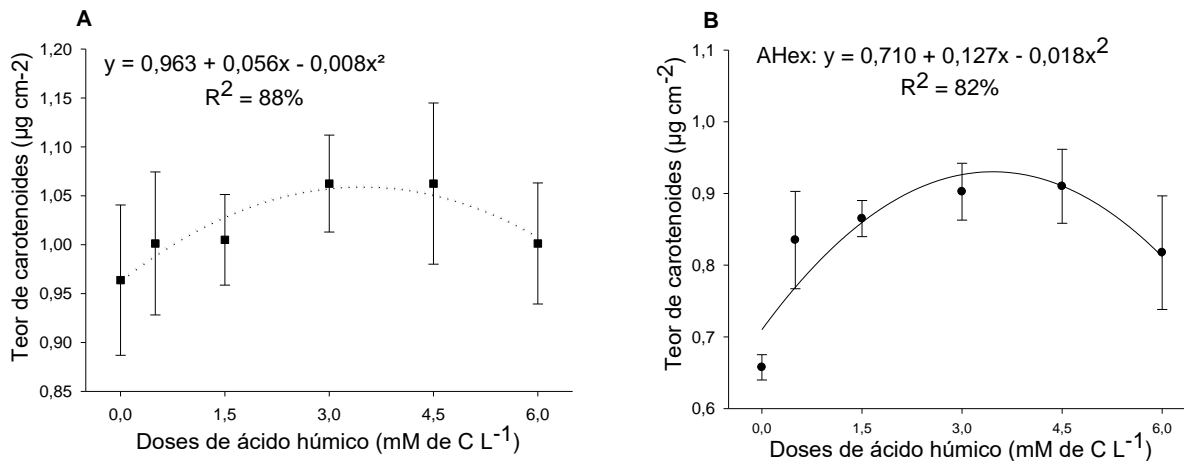 A
y = 0,963 + 0,056x - 0,008x²
R² = 88%
Teor de carotenoides (µg cm-2)
1,20
1,15
1,10
1,05
1,00
0,95
0,90
0,85
0,0
1,5
3,0
4,5
6,0
Doses de ácido húmico (mM de C L⁻¹)
B
AHex: y = 0,710 + 0,127x - 0,018x²
R² = 82%
Teor de carotenoides (µg cm⁻²)
1,1
1,0
0,9
0,8
0,7
0,6
0,0
1,5
3,0
4,5
6,0
Doses de ácido húmico (mM de C L⁻¹)